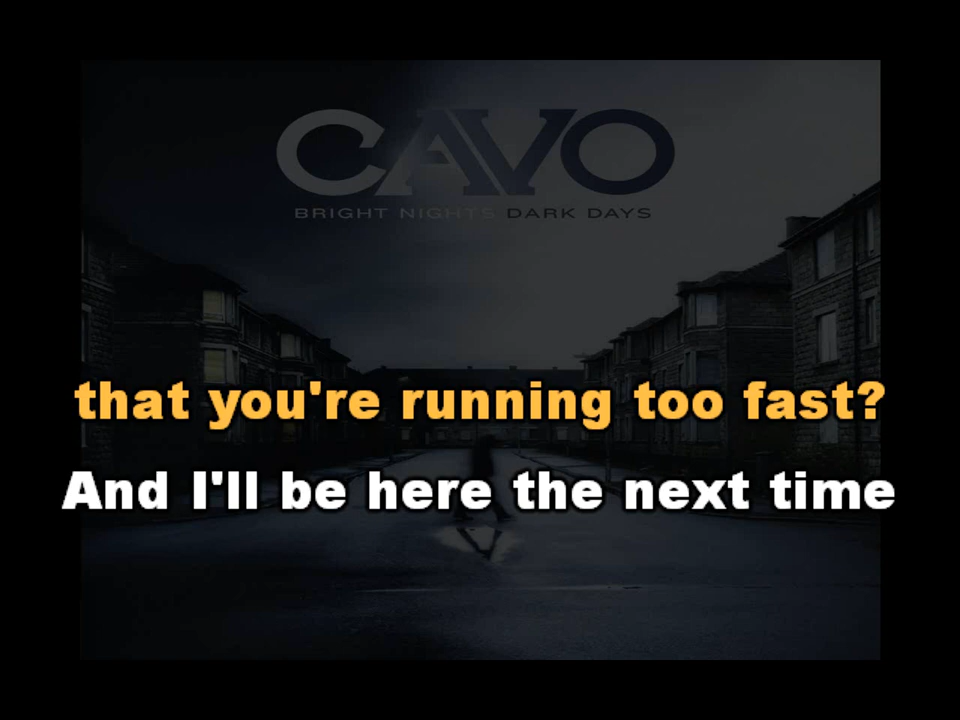 CAVO
BRIGHT NIGHTS DARK DAYS
that you're running too fast?
And I'll be here the next time